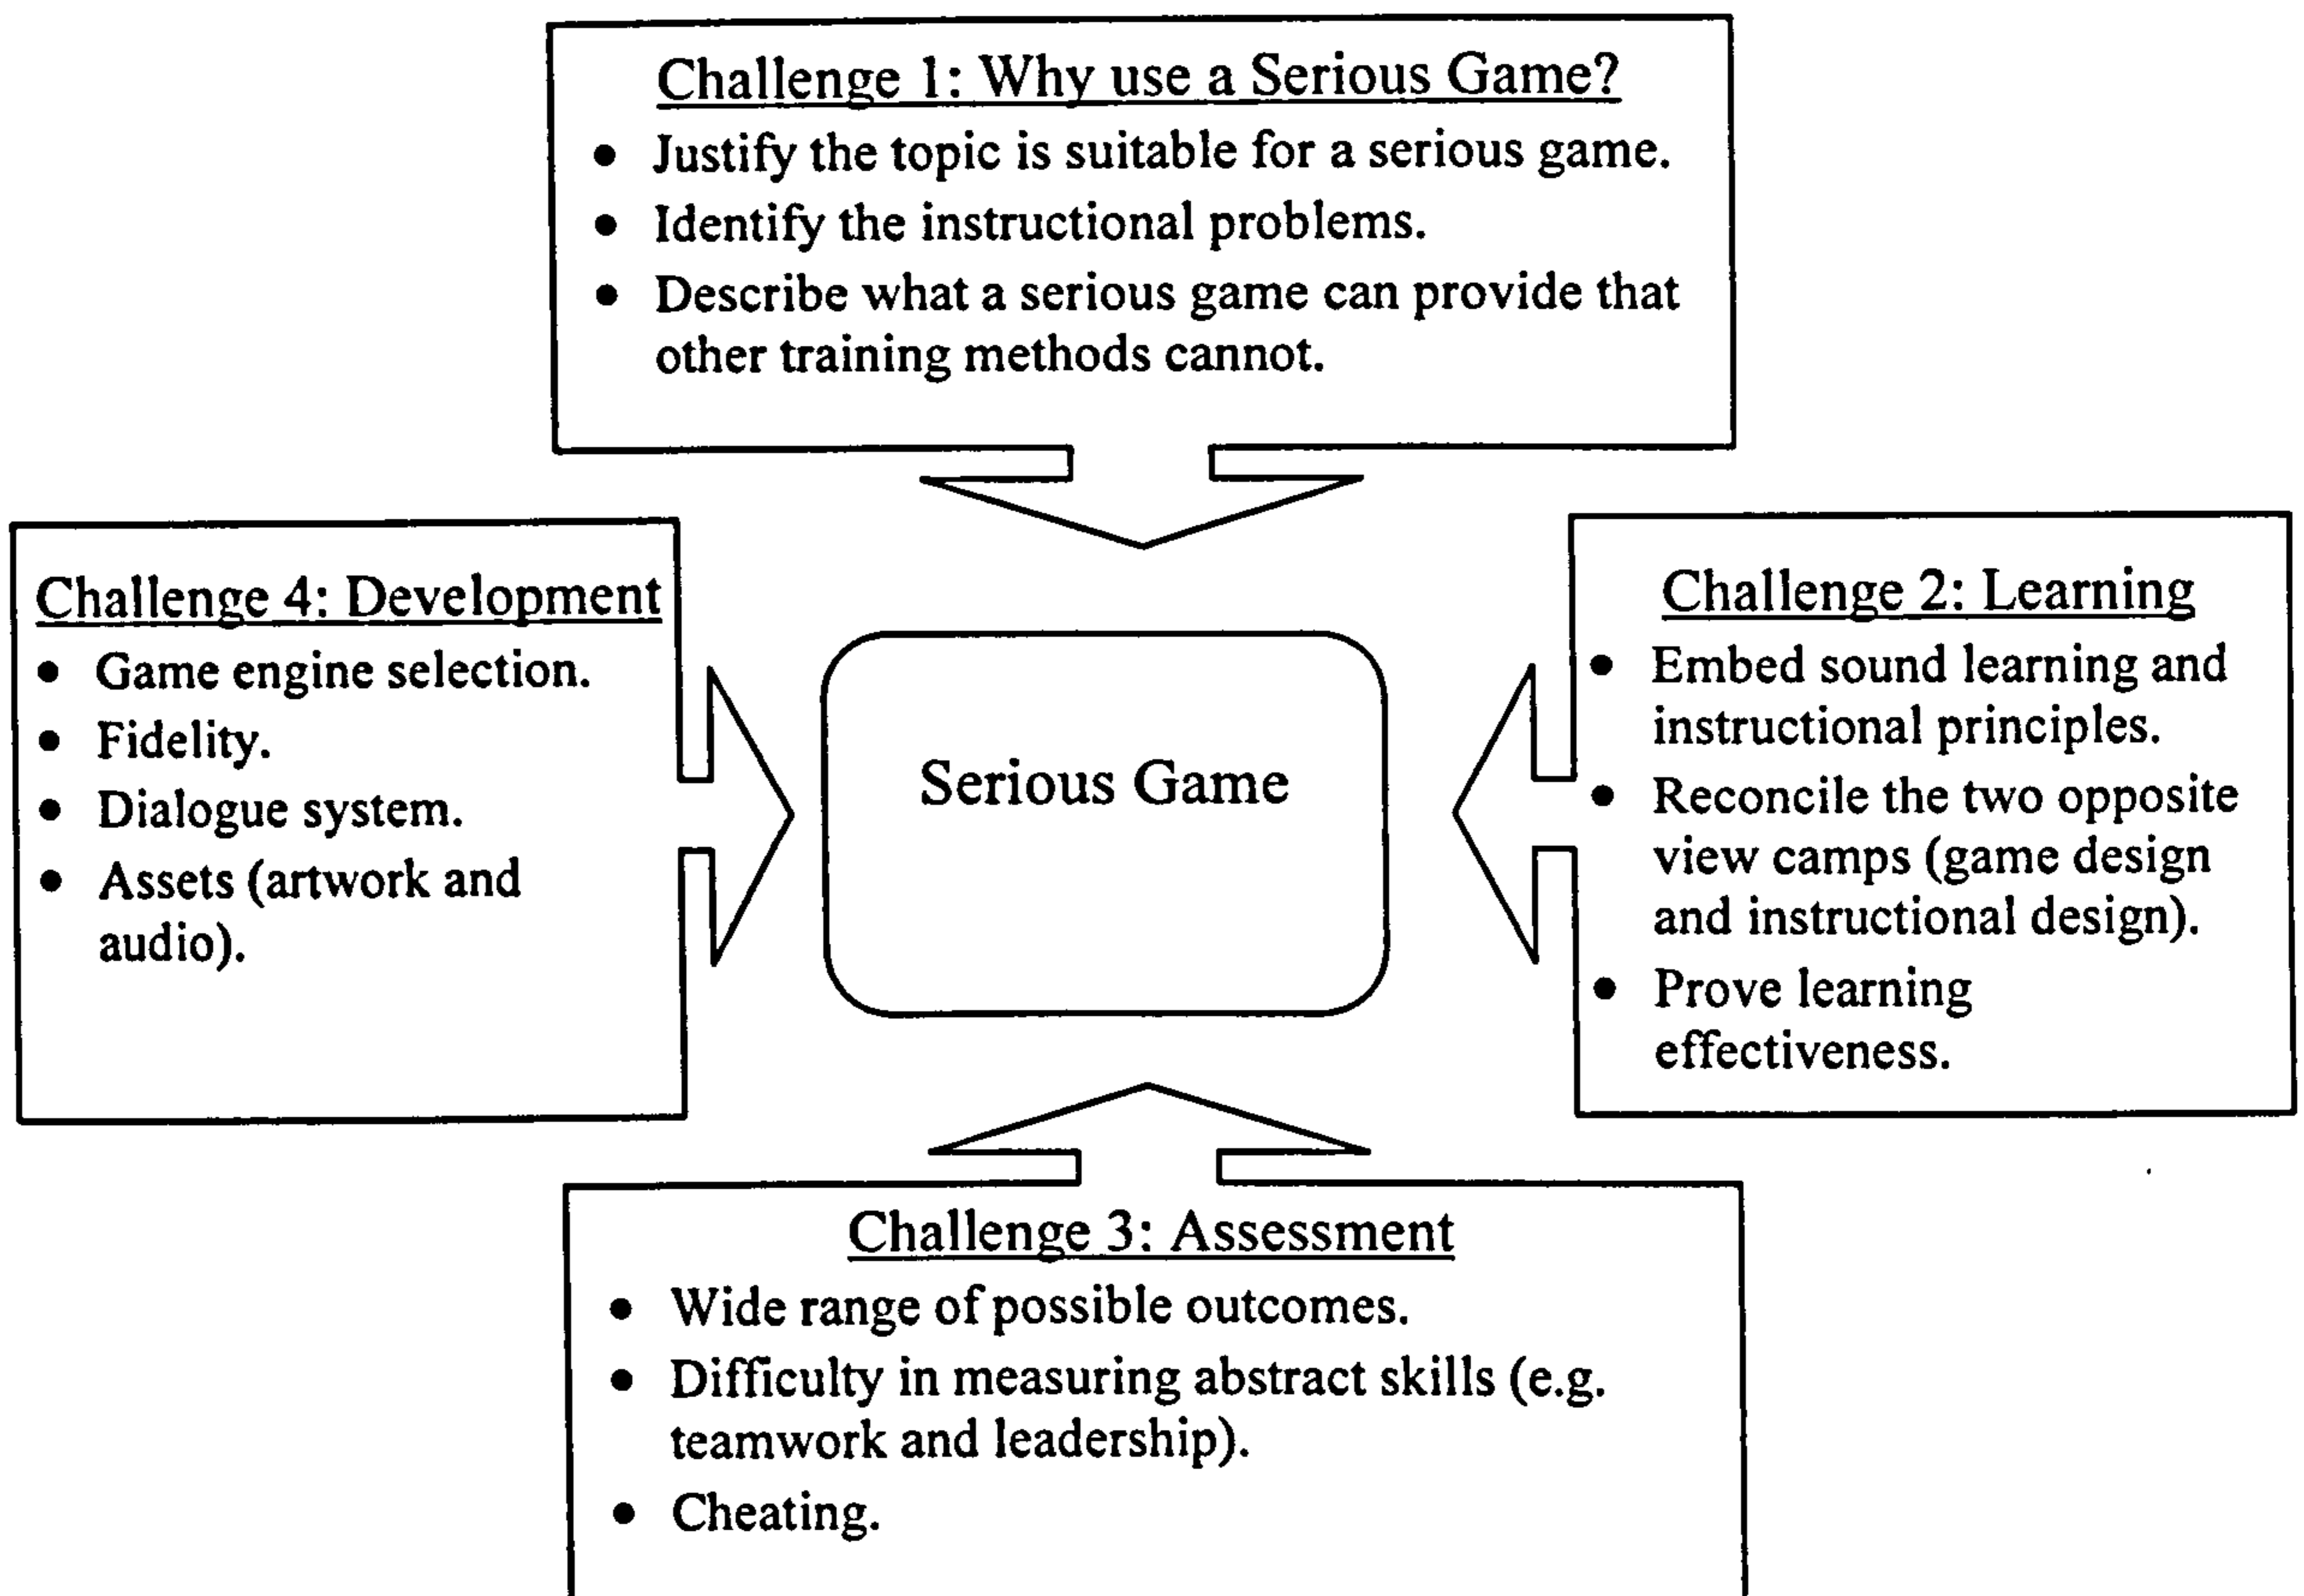 Challenge 1: Why use a Serious Game?
● Justify the topic is suitable for a serious game.
● Identify the instructional problems.
● Describe what a serious game can provide that
other training methods cannot.
Challenge 4: Development
● Game engine selection.
● Fidelity.
● Dialogue system.
● Assets (artwork and
audio).
Serious Game
Challenge 2: Learning
● Embed sound learning and
instructional principles.
● Reconcile the two opposite
view camps (game design
and instructional design).
● Prove learning
effectiveness.
Challenge 3: Assessment
● Wide range of possible outcomes.
● Difficulty in measuring abstract skills (e.g.
teamwork and leadership).
● Cheating.